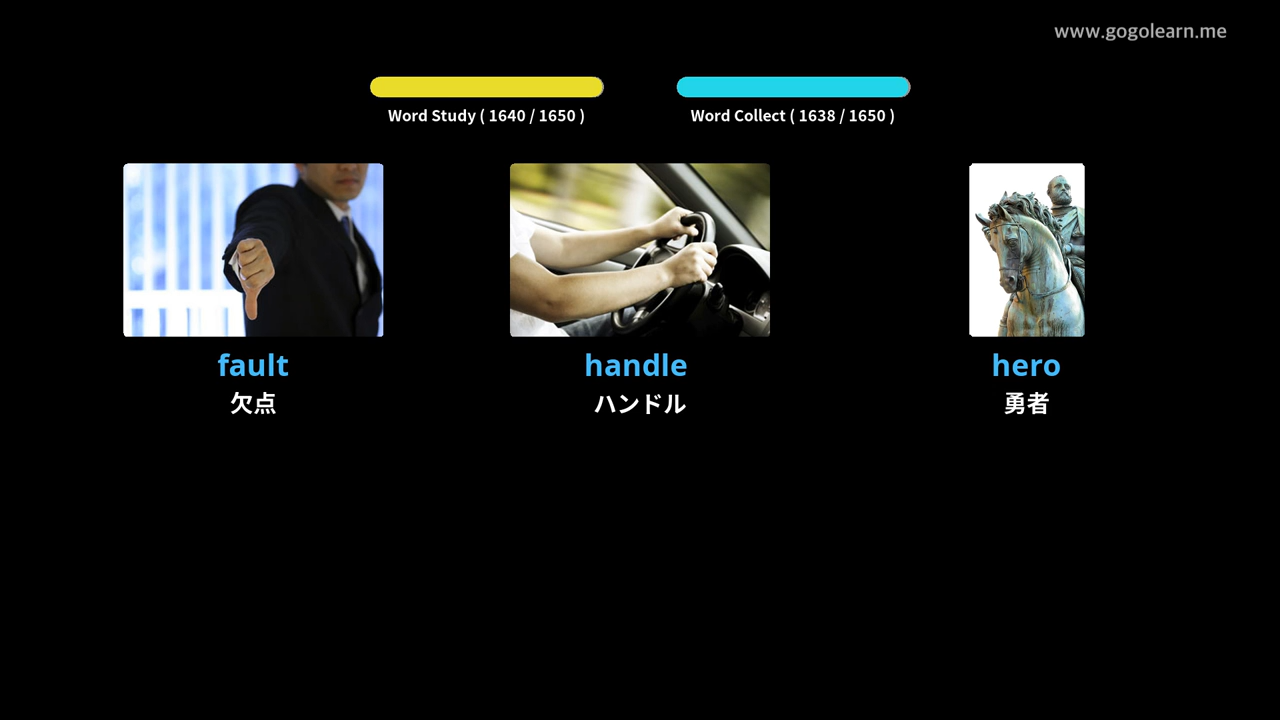 www.gogolearn.me
Word Study ( 1640 / 1650 )
Word Collect ( 1638 / 1650 )
fault
欠点
handle
ハンドル
hero
勇者